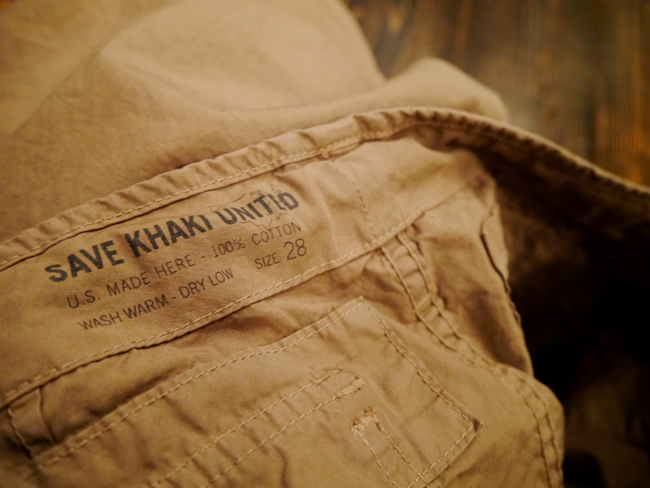 SAVE KHAKI UNITED
U.S. MADE HERE - 100% COTTON
WASH WARM - DRY LOW SIZE 28